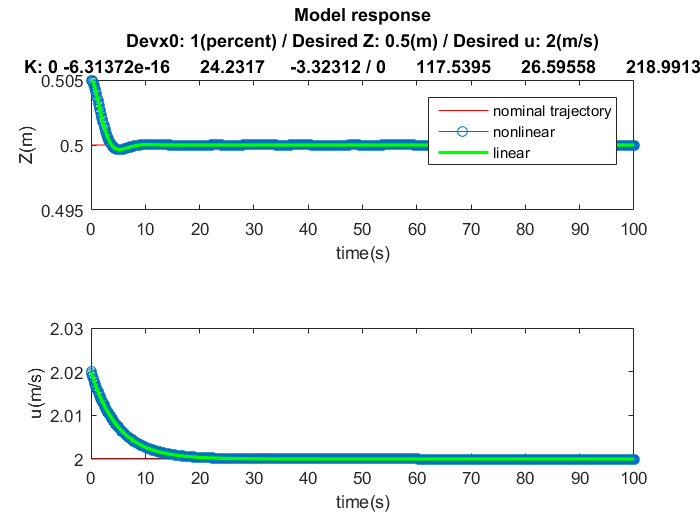 Model response
Devx0: 1(percent) / Desired Z: 0.5(m) / Desired u: 2(m/s)
K: 0 -6.31372e-16 24.2317 -3.32312 / 0 117.5395 26.59558 218.9913
0.505
0.5
0.495
Z(m)
nominal trajectory
nonlinear
linear
0 10 20 30 40 50 60 70 80 90 100
time(s)
2.03
2.02
2.01
2
u(m/s)
0 10 20 30 40 50 60 70 80 90 100
time(s)